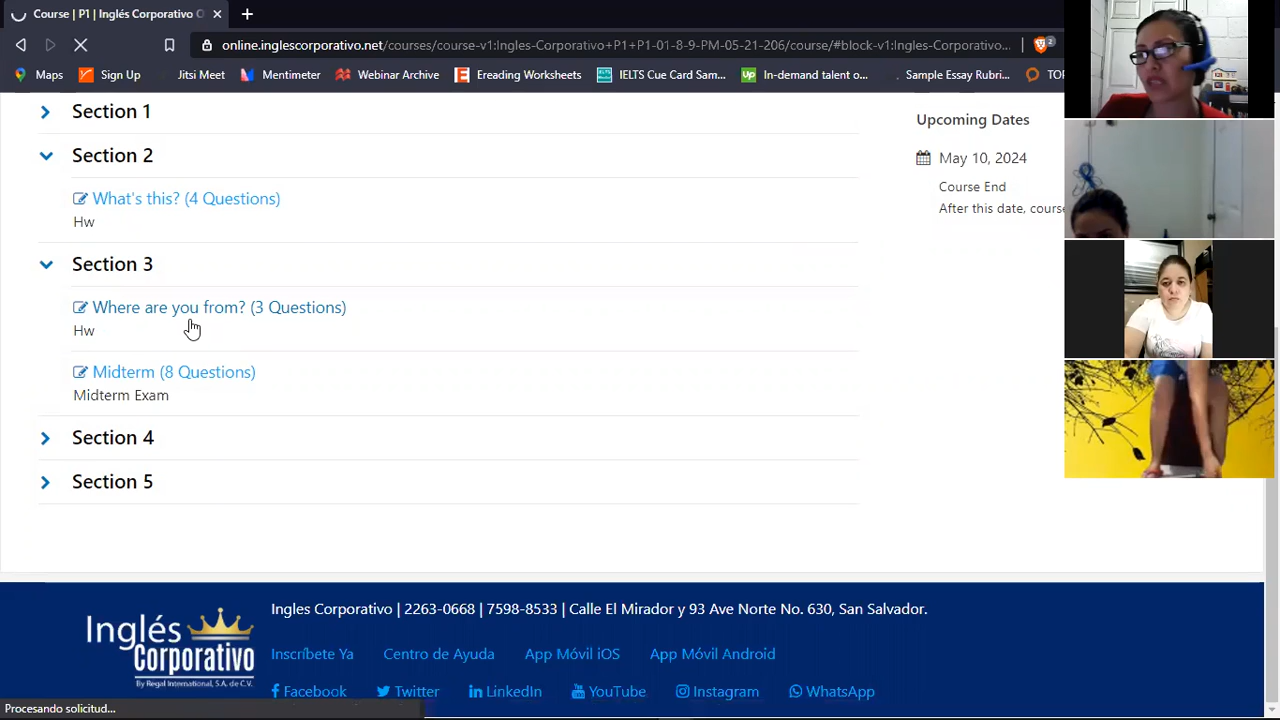 Course | P1 | Inglés Corporativo
online.inglescorporativo.net/courses/course-v1:Ingles-Corporativo+P1+P1-01-8-9-PM-05-21-206/course/#block-v1:Ingles-Corporativo...
2
Maps
Sign Up
Jitsi Meet
Mentimeter
Webinar Archive
Ereading Worksheets
IELTS Cue Card Sam...
In-demand talent o...
Sample Essay Rubri...
Section 1
Section 2
What's this? (4 Questions)
Hw
Section 3
Where are you from? (3 Questions)
Hw
Midterm (8 Questions)
Midterm Exam
Section 4
Section 5
Upcoming Dates
May 10, 2024
Course End
After this date, course
Inglés
Corporativo
By Regal International, S.A. de C.V.
Ingles Corporativo | 2263-0668 | 7598-8533 | Calle El Mirador y 93 Ave Norte No. 630, San Salvador.
Inscríbete Ya
Centro de Ayuda
App Móvil iOS
App Móvil Android
Facebook
Twitter
LinkedIn
YouTube
Instagram
WhatsApp
Procesando solicitud...